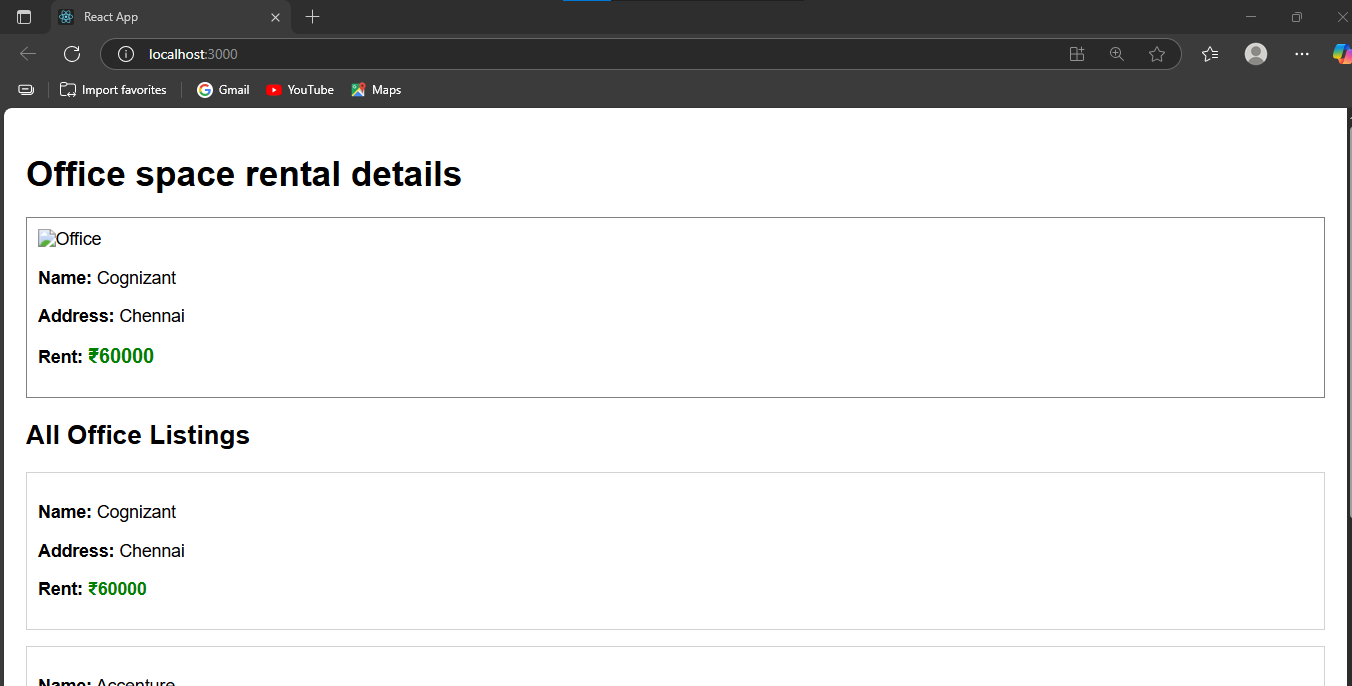 React App
localhost:3000
Import favorites Gmail YouTube Maps
Office space rental details
Office
Name: Cognizant
Address: Chennai
Rent: ₹60000
All Office Listings
Name: Cognizant
Address: Chennai
Rent: ₹60000
Name: Accenture